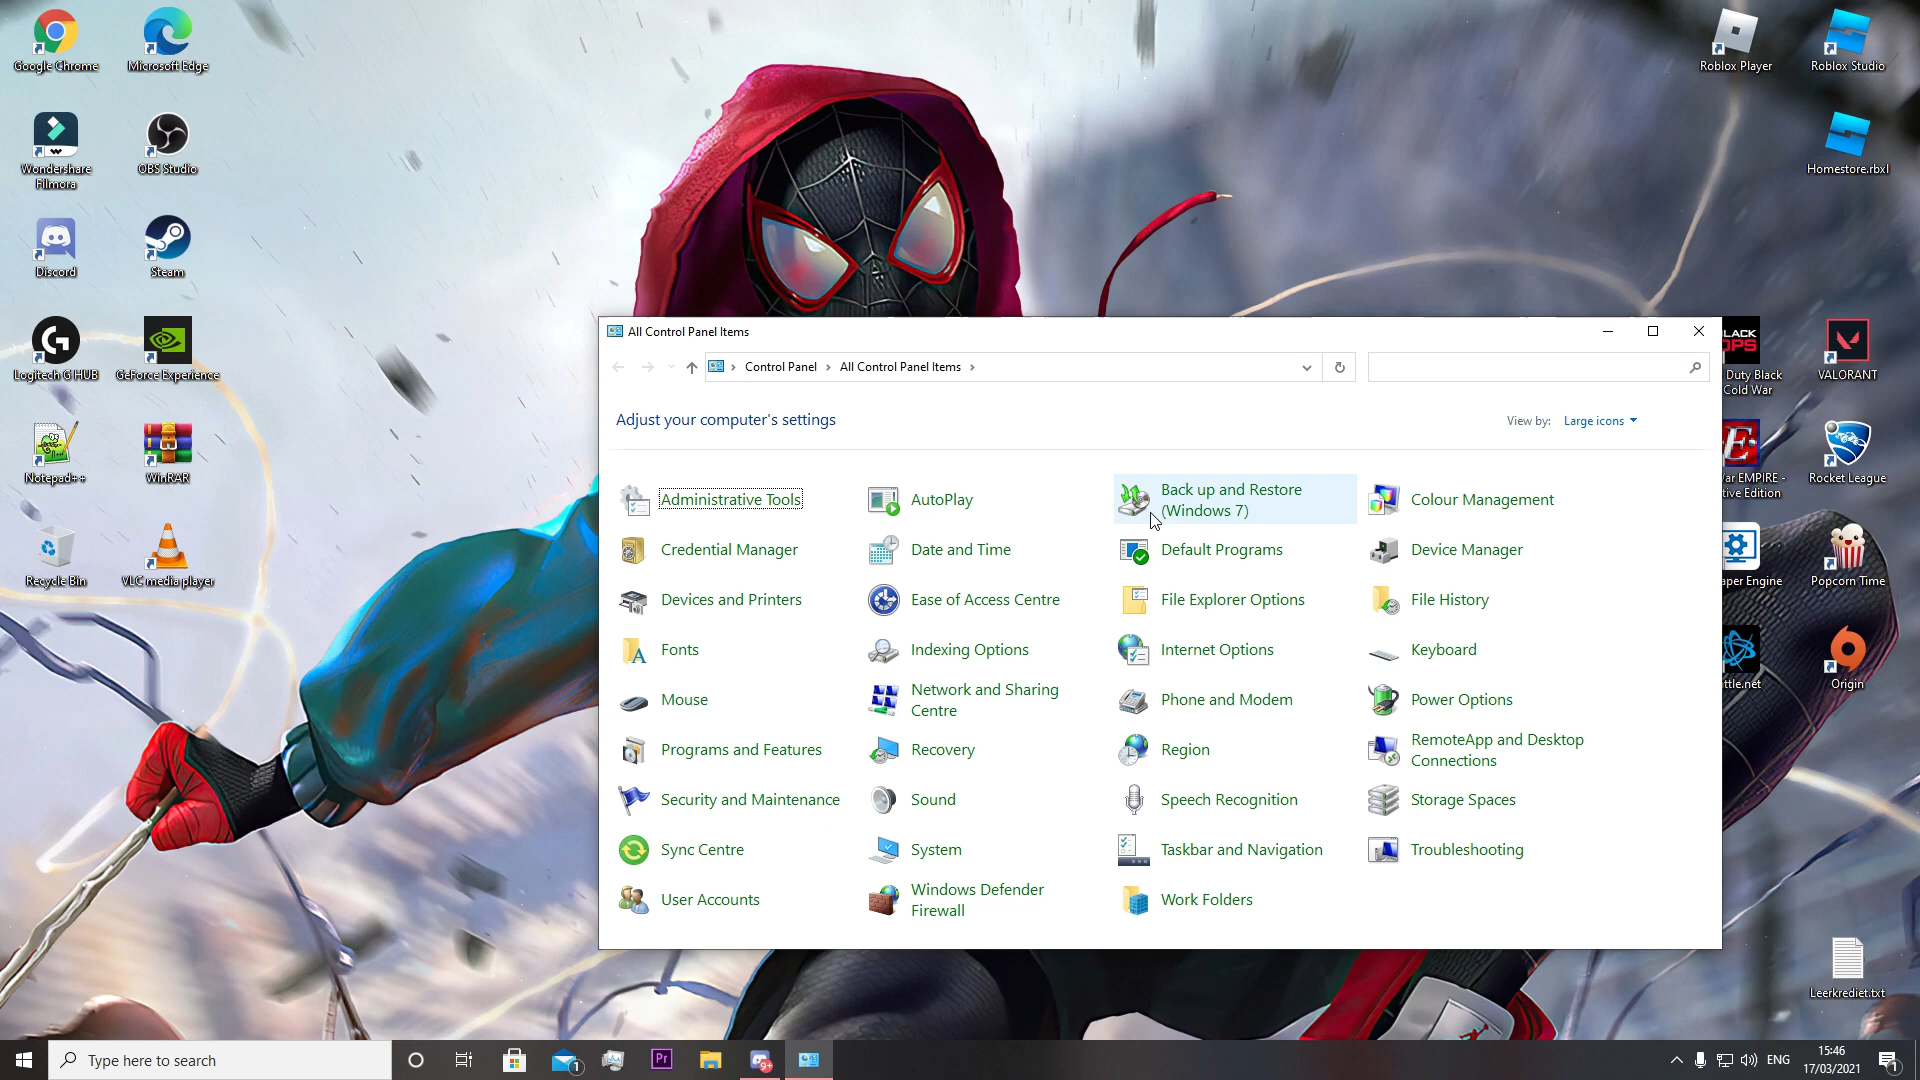 Google Chrome
Microsoft Edge
Roblox Player
Roblox Studio
Wondershare
Filmora
OBS Studio
Homestore.rbxl
Discord
Steam
Logitech G HUB
GeForce Experience
LACK
OPS
Duty Black
Cold War
VALORANT
Notepad++
WinRAR
E
ar EMPIRE -
tive Edition
Rocket League
Recycle Bin
VLC media player
aper Engine
Popcorn Time
ttle.net
Origin
Leerkrediet.txt
All Control Panel Items
Control Panel
All Control Panel Items
Adjust your computer's settings
View by:
Large icons
Administrative Tools
AutoPlay
Back up and Restore
(Windows 7)
Colour Management
Credential Manager
Date and Time
Default Programs
Device Manager
Devices and Printers
Ease of Access Centre
File Explorer Options
File History
Fonts
Indexing Options
Internet Options
Keyboard
Mouse
Network and Sharing
Centre
Phone and Modem
Power Options
Programs and Features
Recovery
Region
RemoteApp and Desktop
Connections
Security and Maintenance
Sound
Speech Recognition
Storage Spaces
Sync Centre
System
Taskbar and Navigation
Troubleshooting
User Accounts
Windows Defender
Firewall
Work Folders
Type here to search
1
Pr
9+
ENG
15:46
17/03/2021
1